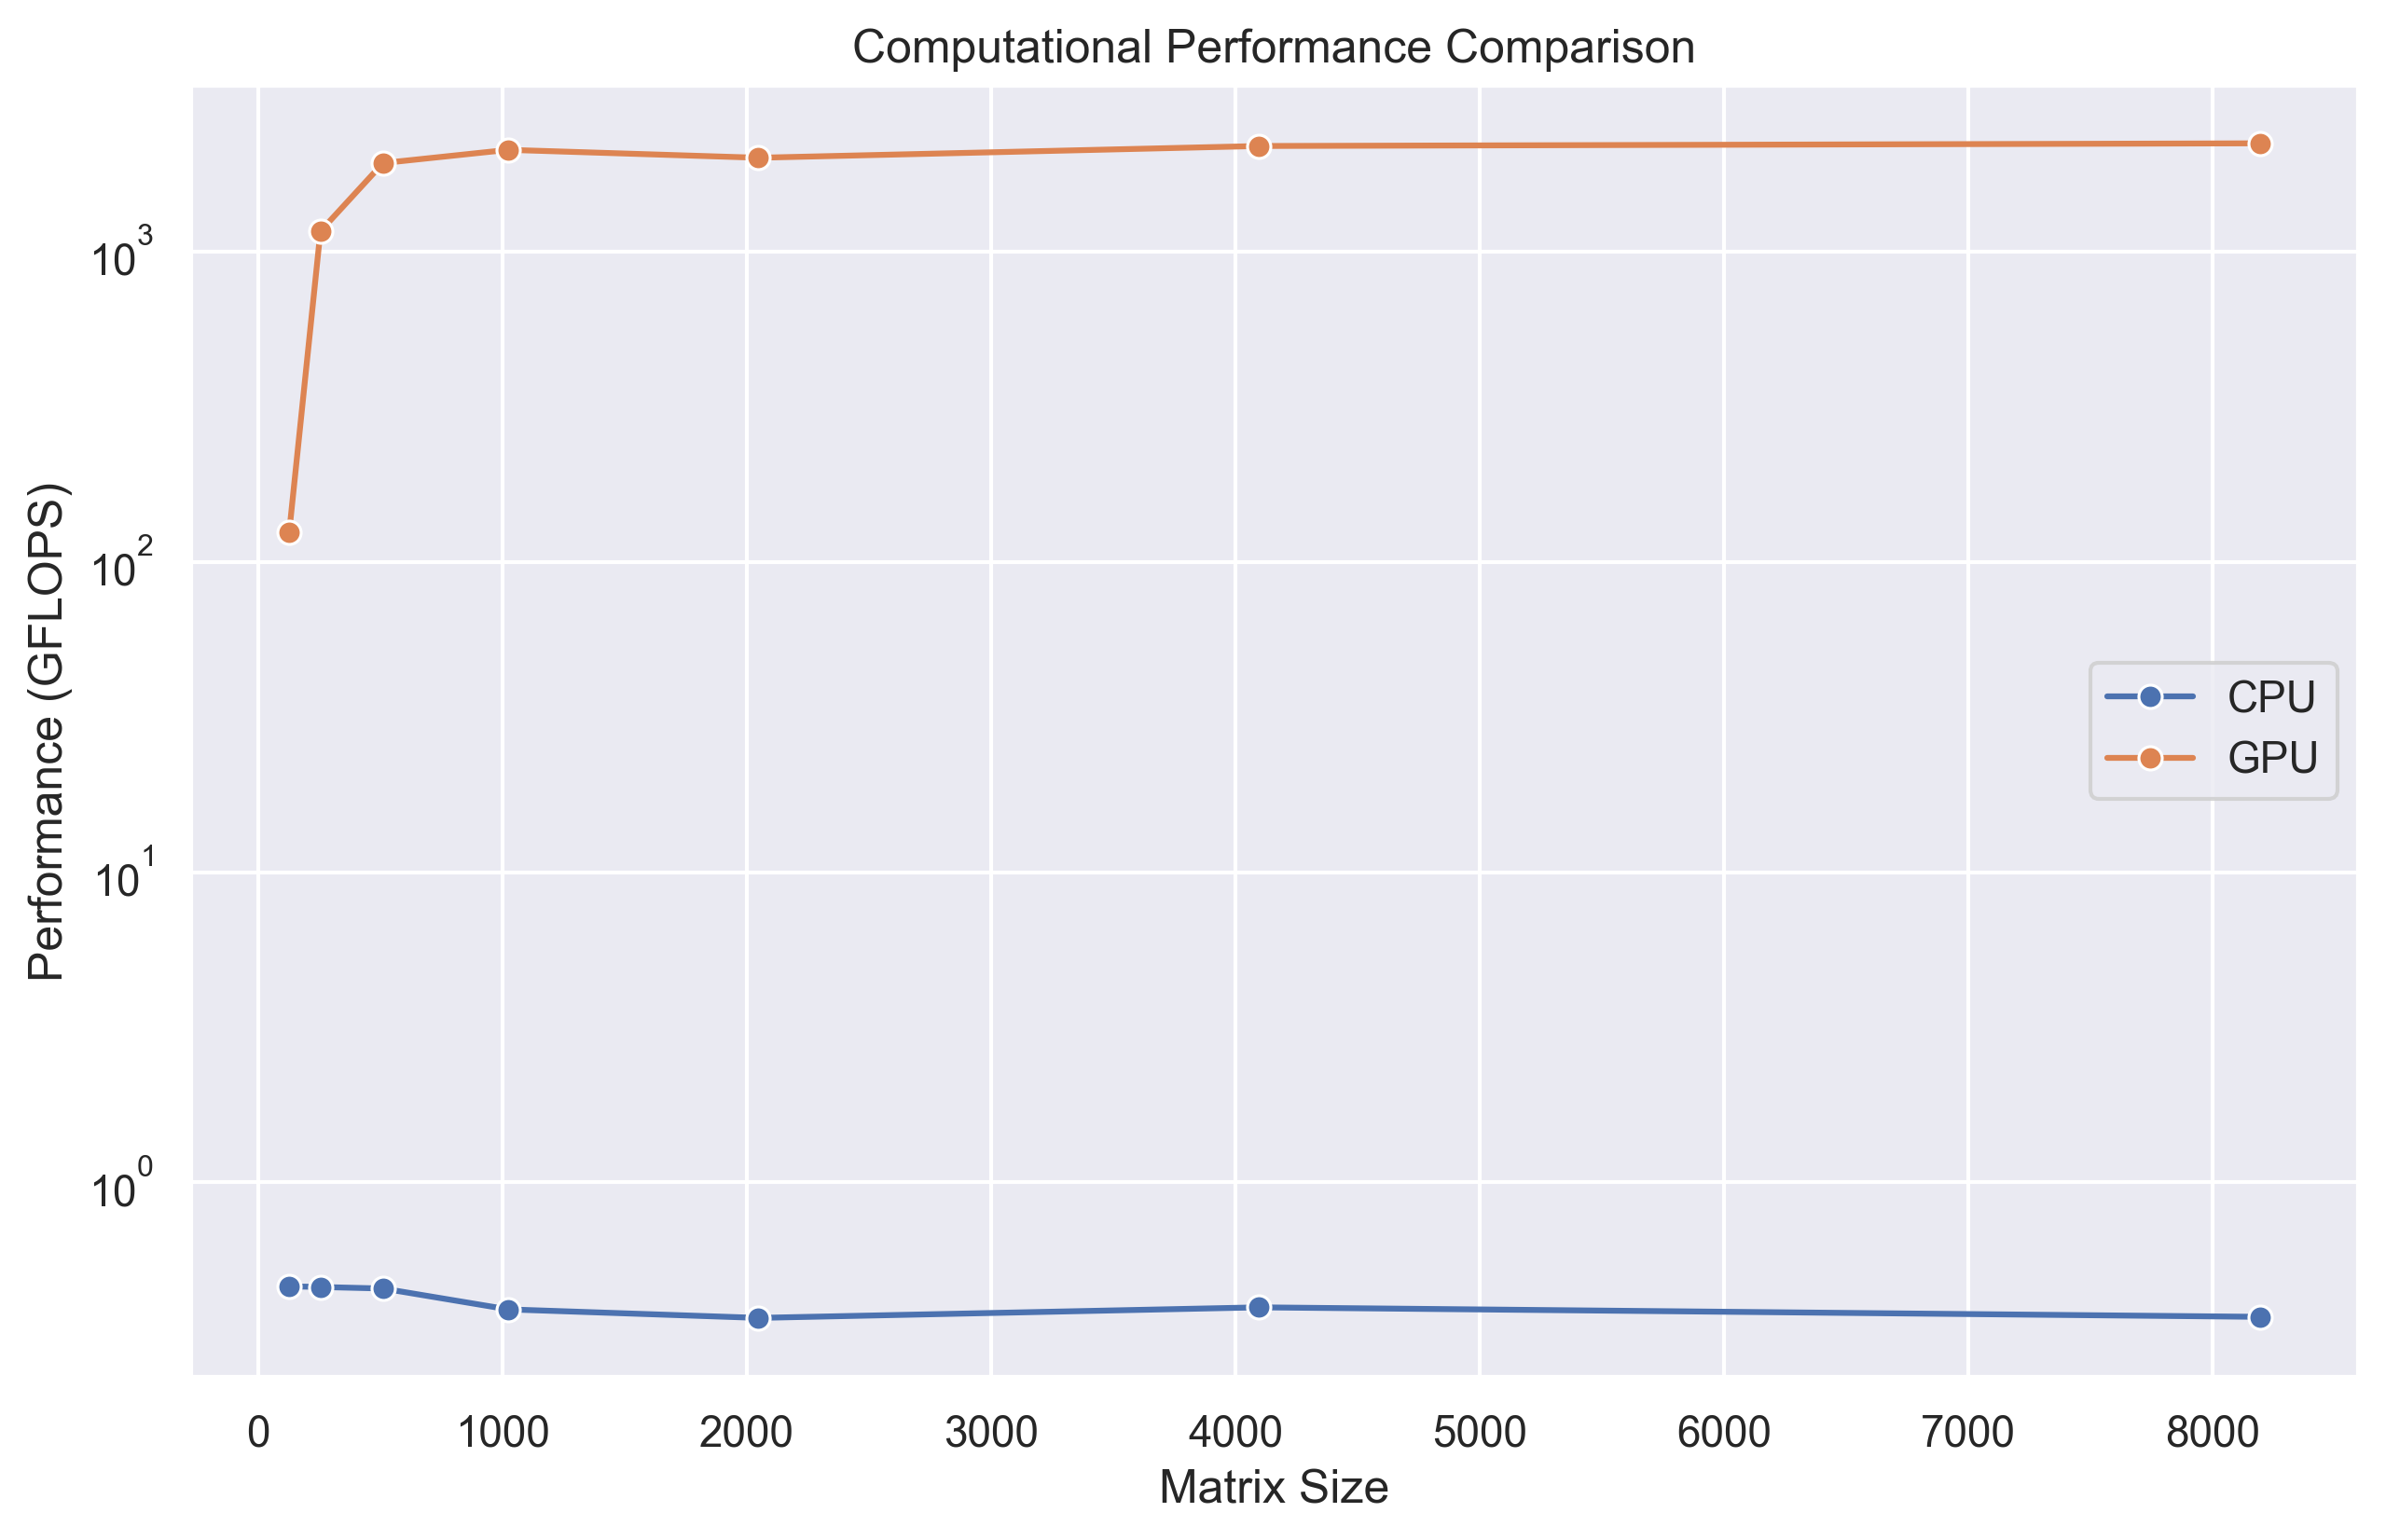 Computational Performance Comparison
Performance (GFLOPS)
10^3
10^2
10^1
10^0
CPU
GPU
0 1000 2000 3000 4000 5000 6000 7000 8000
Matrix Size